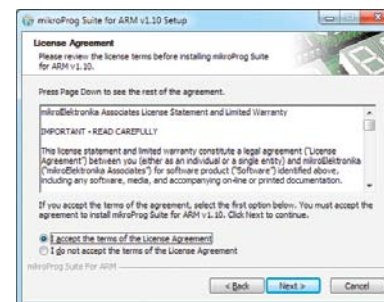 mikroProg Suite for ARM v1.10 Setup
License Agreement
Please review the license terms before installing mikroProg Suite
for ARM v1.10.
Press Page Down to see the rest of the agreement.
mikroElektronika Associates License Statement and Limited Warranty
IMPORTANT - READ CAREFULLY
This license statement and limited warranty constitute a legal agreement ("License
Agreement") between you (either as an individual or a single entity) and mikroElektronika
("mikroElektronika Associates") for software product ("Software") identified above,
including any software, media, and accompanying on-line or printed documentation.
If you accept the terms of the agreement, select the first option below. You must accept the
agreement to install mikroProg Suite for ARM v1.10. Click Next to continue.
I accept the terms of the License Agreement
I do not accept the terms of the License Agreement
mikroProg Suite For ARM
< Back Next > Cancel